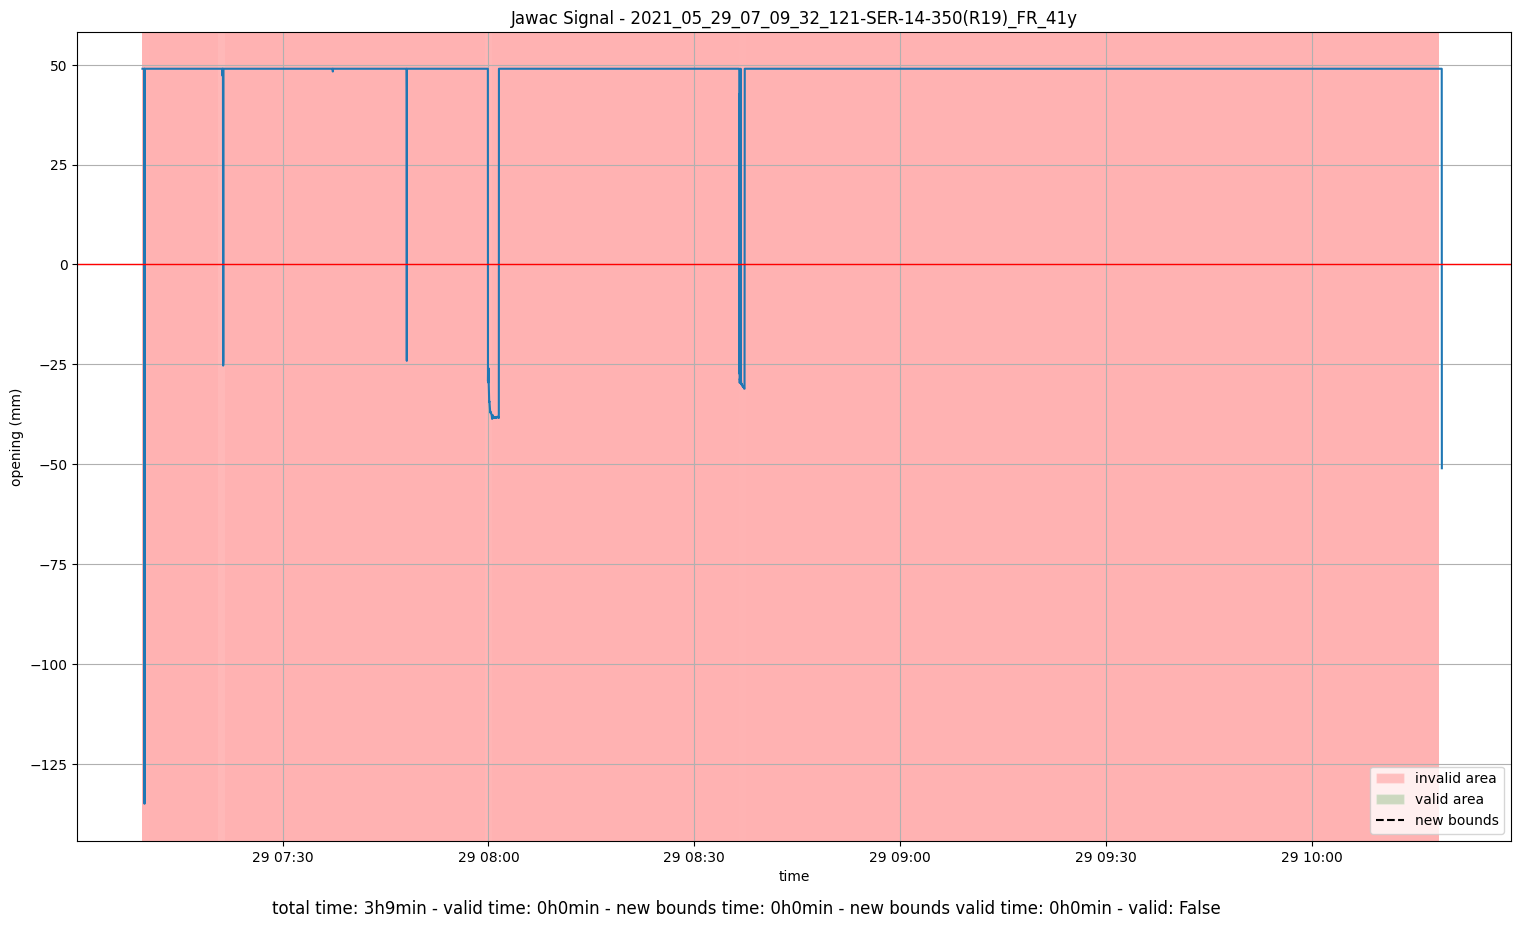 Jawac Signal - 2021_05_29_07_09_32_121-SER-14-350(R19)_FR_41y
opening (mm)
50
25
0
−25
−50
−75
−100
−125
29 07:30
29 08:00
29 08:30
29 09:00
29 09:30
29 10:00
time
invalid area
valid area
new bounds
total time: 3h9min - valid time: 0h0min - new bounds time: 0h0min - new bounds valid time: 0h0min - valid: False